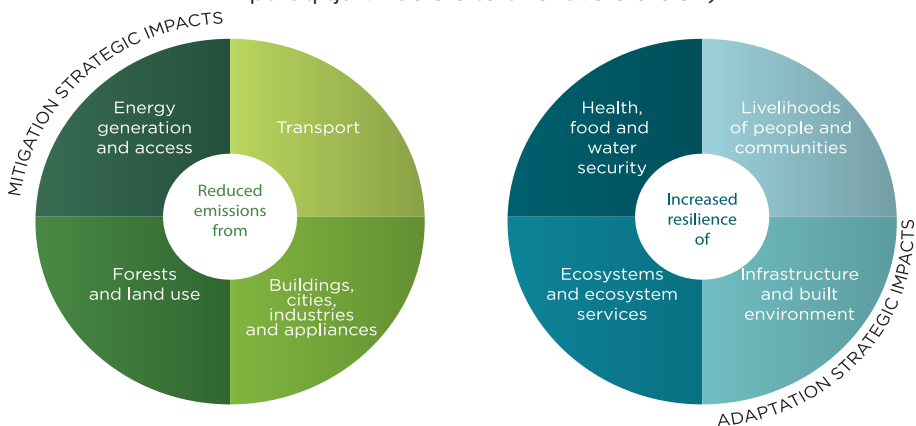 MITIGATION STRATEGIC IMPACTS
Energy
generation
and access
Transport
Reduced
emissions
from
Forests
and land use
Buildings,
cities,
industries
and appliances
Health,
food and
water
security
Livelihoods
of people and
communities
Increased
resilience
of
Ecosystems
and ecosystem
services
Infrastructure
and built
environment
ADAPTATION STRATEGIC IMPACTS